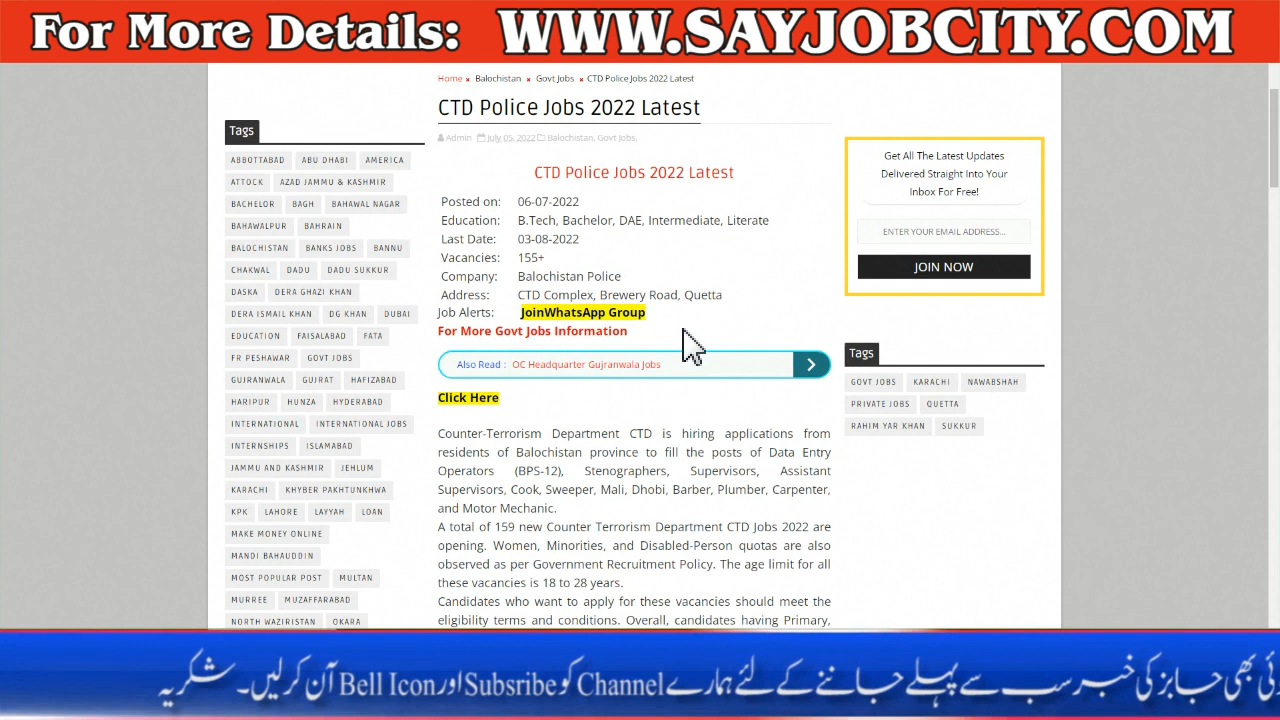 For More Details: WWW.SAYJOBCITY.COM
Home × Balochistan × Govt Jobs × CTD Police Jobs 2022 Latest
CTD Police Jobs 2022 Latest
Admin July 05, 2022 Balochistan, Govt Jobs,
Tags
ABBOTTABAD ABU DHABI AMERICA
ATTOCK AZAD JAMMU & KASHMIR
BACHELOR BAGH BAHAWAL NAGAR
BAHAWALPUR BAHRAIN
BALOCHISTAN BANKS JOBS BANNU
CHAKWAL DADU DADU SUKKUR
DASKA DERA GHAZI KHAN
DERA ISMAIL KHAN DG KHAN DUBAI
EDUCATION FAISALABAD FATA
FR PESHAWAR GOVT JOBS
GUJRANWALA GUJRAT HAFIZABAD
HARIPUR HUNZA HYDERABAD
INTERNATIONAL INTERNATIONAL JOBS
INTERNSHIPS ISLAMABAD
JAMMU AND KASHMIR JEHLUM
KARACHI KHYBER PAKHTUNKHWA
KPK LAHORE LAYYAH LOAN
MAKE MONEY ONLINE
MANDI BAHAUDDIN
MOST POPULAR POST MULTAN
MURREE MUZAFFARABAD
NORTH WAZIRISTAN OKARA
CTD Police Jobs 2022 Latest
Posted on: 06-07-2022
Education: B.Tech, Bachelor, DAE, Intermediate, Literate
Last Date: 03-08-2022
Vacancies: 155+
Company: Balochistan Police
Address: CTD Complex, Brewery Road, Quetta
Job Alerts: JoinWhatsApp Group
For More Govt Jobs Information
Also Read : OC Headquarter Gujranwala Jobs
Click Here
Counter-Terrorism Department CTD is hiring applications from
residents of Balochistan province to fill the posts of Data Entry
Operators (BPS-12), Stenographers, Supervisors, Assistant
Supervisors, Cook, Sweeper, Mali, Dhobi, Barber, Plumber, Carpenter,
and Motor Mechanic.
A total of 159 new Counter Terrorism Department CTD Jobs 2022 are
opening. Women, Minorities, and Disabled-Person quotas are also
observed as per Government Recruitment Policy. The age limit for all
these vacancies is 18 to 28 years.
Candidates who want to apply for these vacancies should meet the
eligibility terms and conditions. Overall, candidates having Primary,
Get All The Latest Updates
Delivered Straight Into Your
Inbox For Free!
ENTER YOUR EMAIL ADDRESS...
JOIN NOW
Tags
GOVT JOBS KARACHI NAWABSHAH
PRIVATE JOBS QUETTA
RAHIM YAR KHAN SUKKUR
بھی جابز کی خبر سب سے پہلے جاننے کے لئے ہمارے Channel کو Subsribe اور Bell Icon آن کرلیں۔ شکریہ